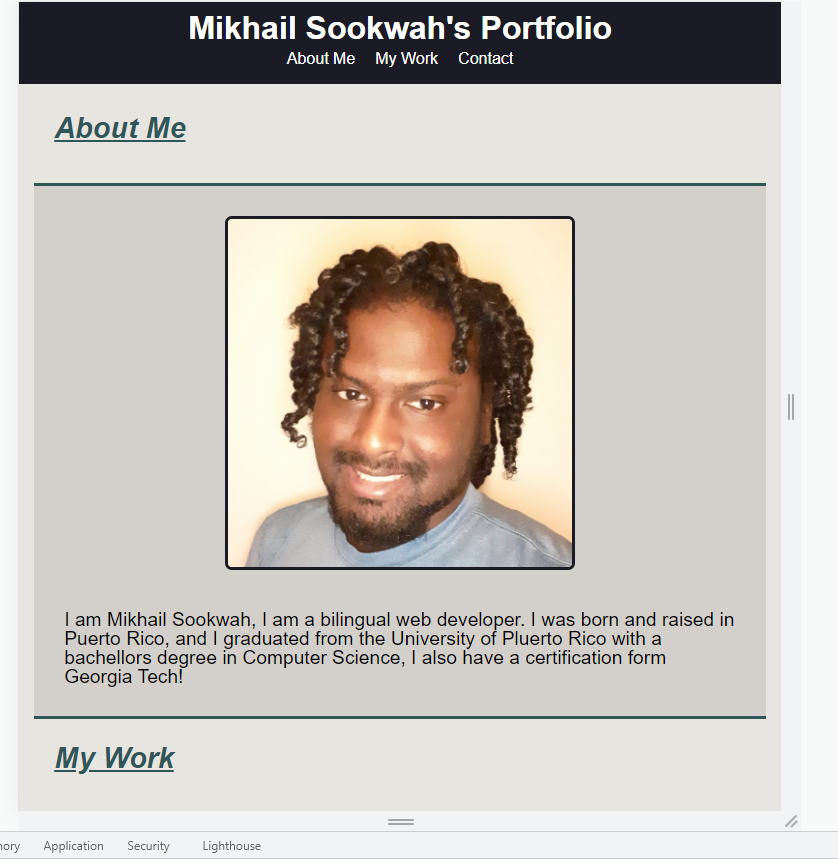 Mikhail Sookwah's Portfolio
About Me My Work Contact
About Me
I am Mikhail Sookwah, I am a bilingual web developer. I was born and raised in
Puerto Rico, and I graduated from the University of Pluerto Rico with a
bachellors degree in Computer Science, I also have a certification form
Georgia Tech!
My Work
Application Security Lighthouse